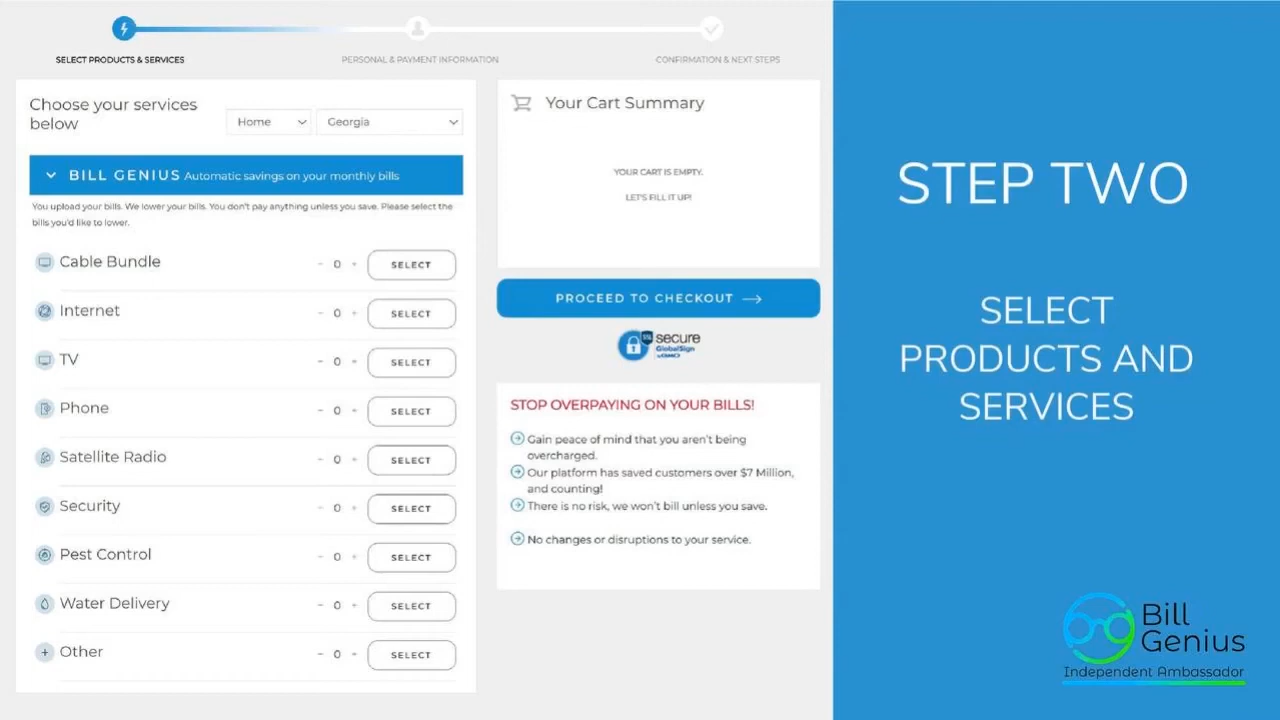 SELECT PRODUCTS & SERVICES
PERSONAL & PAYMENT INFORMATION
CONFIRMATION & NEXT STEPS
Choose your services
below
Home
Georgia
BILL GENIUS Automatic savings on your monthly bills
You upload your bills. We lower your bills. You don't pay anything unless you save. Please select the
bills you'd like to lower.
Cable Bundle - 0 + SELECT
Internet - 0 + SELECT
TV - 0 + SELECT
Phone - 0 + SELECT
Satellite Radio - 0 + SELECT
Security - 0 + SELECT
Pest Control - 0 + SELECT
Water Delivery - 0 + SELECT
Other - 0 + SELECT
Your Cart Summary
YOUR CART IS EMPTY.
LET'S FILL IT UP!
PROCEED TO CHECKOUT
secure
GlobalSign
STOP OVERPAYING ON YOUR BILLS!
Gain peace of mind that you aren't being
overcharged.
Our platform has saved customers over $7 Million,
and counting!
There is no risk, we won't bill unless you save.
No changes or disruptions to your service.
STEP TWO
SELECT
PRODUCTS AND
SERVICES
Bill
Genius
Independent Ambassador